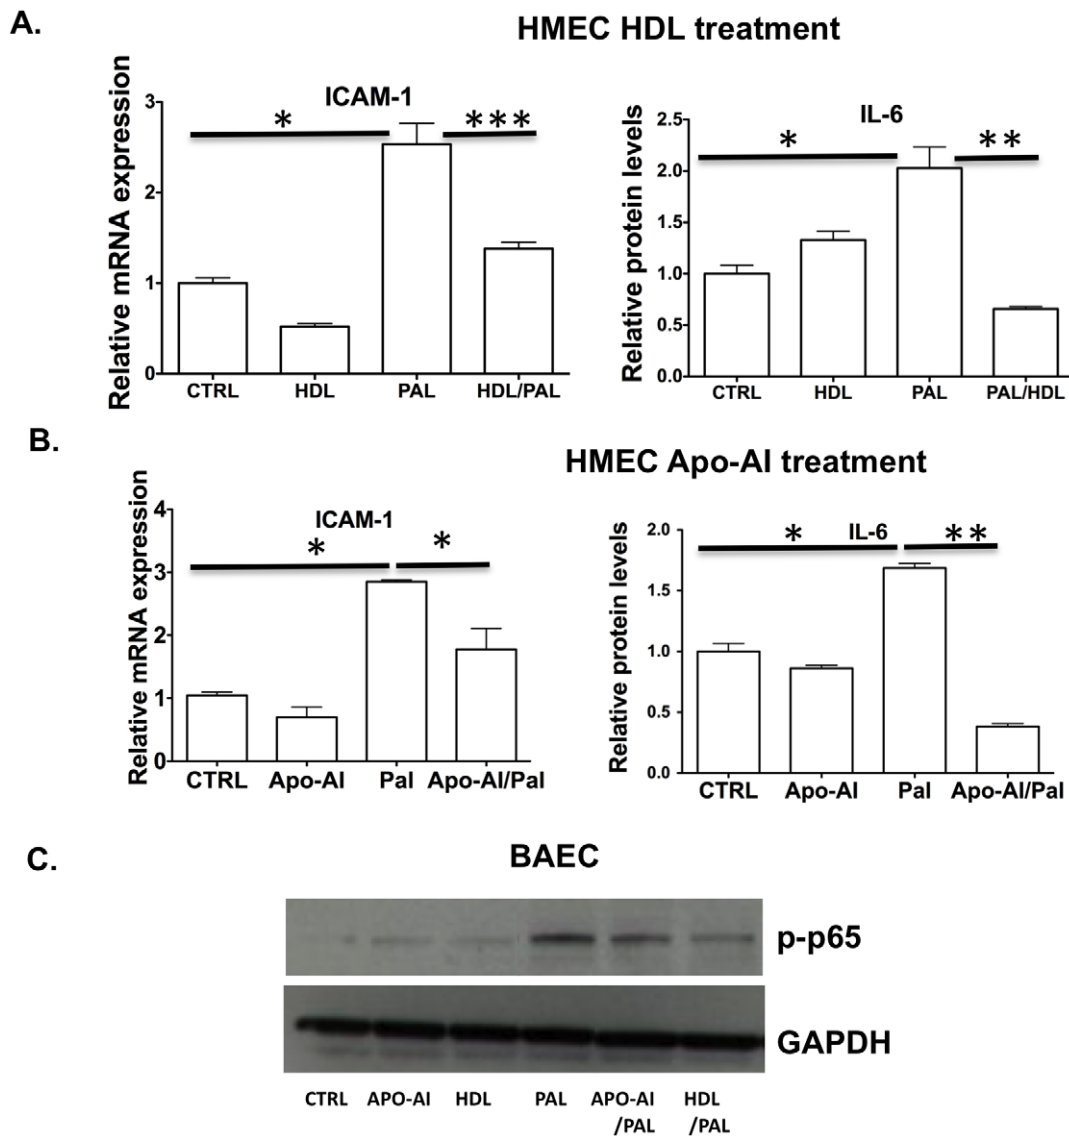 A.
HMEC HDL treatment
ICAM-1
Relative mRNA expression
3
2
1
0
*
***
CTRL HDL PAL HDL/PAL
IL-6
Relative protein levels
2.5
2.0
1.5
1.0
0.5
0.0
*
**
CTRL HDL PAL PAL/HDL
B.
HMEC Apo-AI treatment
ICAM-1
Relative mRNA expression
4
3
2
1
0
*
*
CTRL Apo-AI Pal Apo-AI/Pal
IL-6
Relative protein levels
2.0
1.5
1.0
0.5
0.0
*
**
CTRL Apo-AI Pal Apo-AI/Pal
C.
BAEC
p-p65
GAPDH
CTRL APO-AI HDL PAL APO-AI HDL
/PAL /PAL